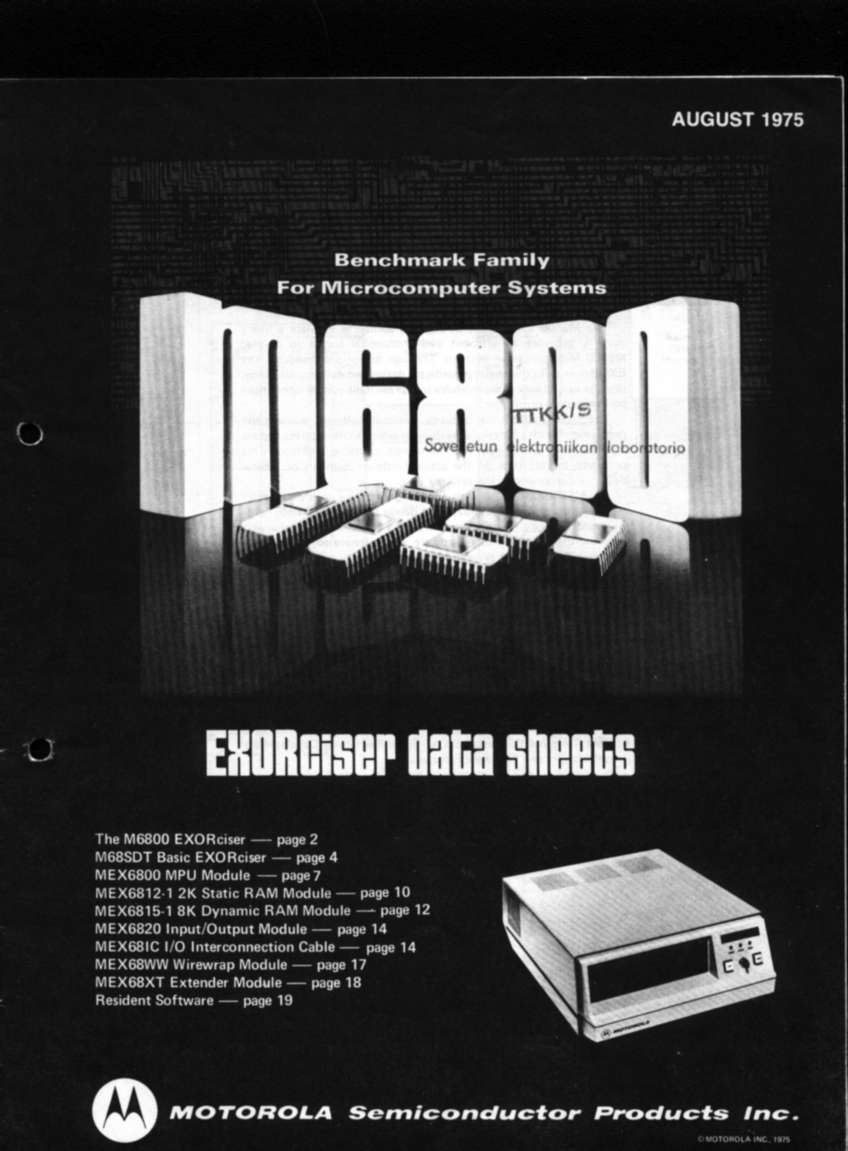 AUGUST 1975
Benchmark Family
For Microcomputer Systems
M6800
TTKK/S
Sovelletun elektroniikan laboratorio
EXORciser data sheets
The M6800 EXORciser — page 2
M68SDT Basic EXORciser — page 4
MEX6800 MPU Module — page 7
MEX6812-1 2K Static RAM Module — page 10
MEX6815-1 8K Dynamic RAM Module — page 12
MEX6820 Input/Output Module — page 14
MEX68IC I/O Interconnection Cable — page 14
MEX68WW Wirewrap Module — page 17
MEX68XT Extender Module — page 18
Resident Software — page 19
MOTOROLA
MOTOROLA Semiconductor Products Inc.
© MOTOROLA INC., 1975